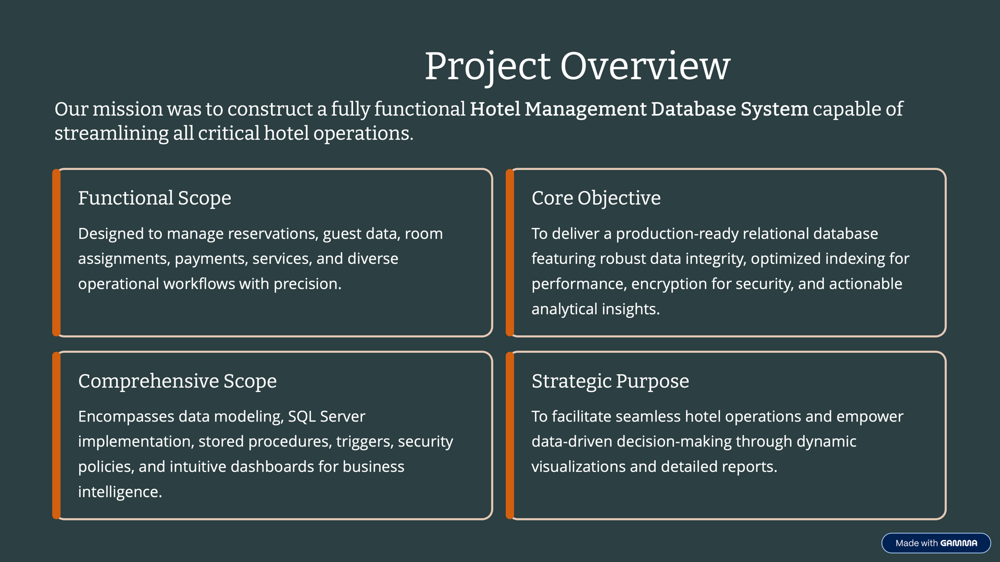 Project Overview
Our mission was to construct a fully functional Hotel Management Database System capable of
streamlining all critical hotel operations.
Functional Scope
Designed to manage reservations, guest data, room
assignments, payments, services, and diverse
operational workflows with precision.
Core Objective
To deliver a production-ready relational database
featuring robust data integrity, optimized indexing for
performance, encryption for security, and actionable
analytical insights.
Comprehensive Scope
Encompasses data modeling, SQL Server
implementation, stored procedures, triggers, security
policies, and intuitive dashboards for business
intelligence.
Strategic Purpose
To facilitate seamless hotel operations and empower
data-driven decision-making through dynamic
visualizations and detailed reports.
Made with GAMMA